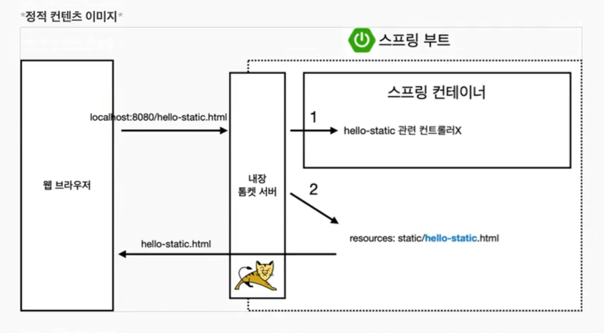 *정적 컨텐츠 이미지*
스프링 부트
스프링 컨테이너
localhost:8080/hello-static.html
1
hello-static 관련 컨트롤러X
웹 브라우저
내장
톰켓 서버
2
resources: static/hello-static.html
hello-static.html